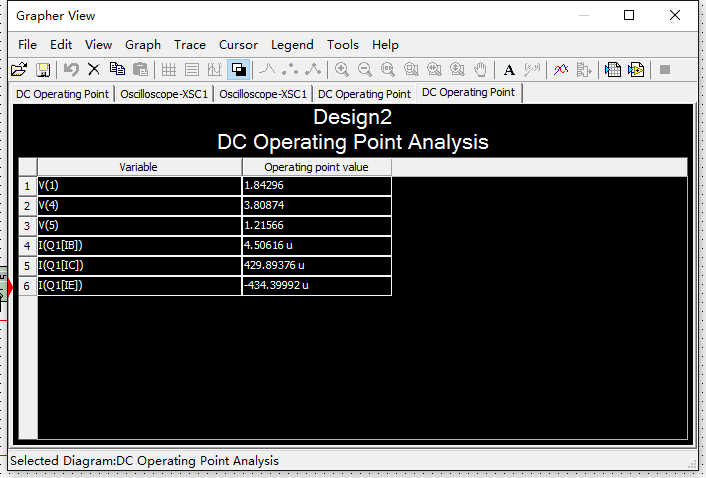 Grapher View
File Edit View Graph Trace Cursor Legend Tools Help
A
DC Operating Point Oscilloscope-XSC1 Oscilloscope-XSC1 DC Operating Point DC Operating Point
Design2
DC Operating Point Analysis
Variable Operating point value
1 V(1) 1.84296
2 V(4) 3.80874
3 V(5) 1.21566
4 I(Q1[IB]) 4.50616 u
5 I(Q1[IC]) 429.89376 u
6 I(Q1[IE]) -434.39992 u
Selected Diagram:DC Operating Point Analysis